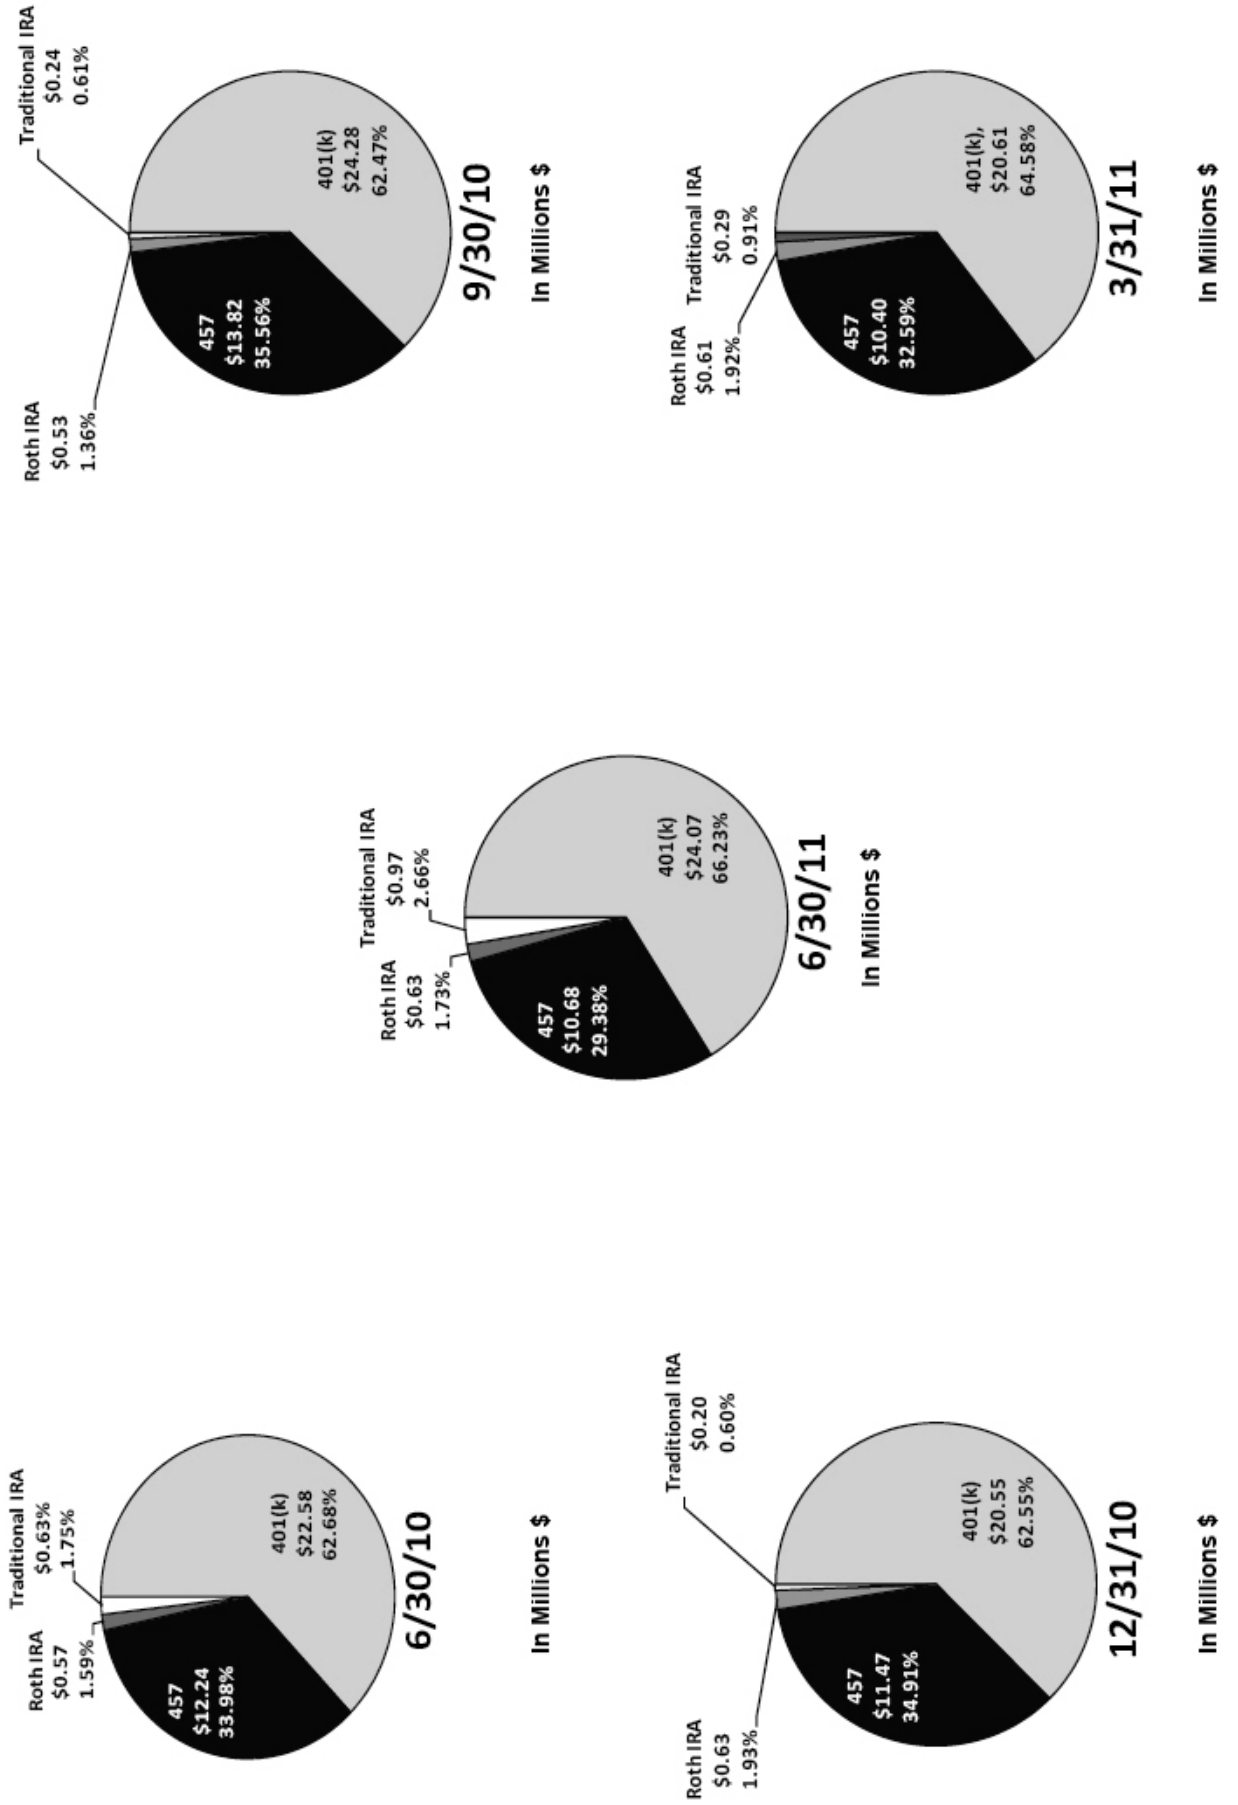 Traditional IRA
$0.63%
1.75%
Roth IRA
$0.57
1.59%
457
$12.24
33.98%
401(k)
$22.58
62.68%
6/30/10
In Millions $
Traditional IRA
$0.24
0.61%
Roth IRA
$0.53
1.36%
457
$13.82
35.56%
401(k)
$24.28
62.47%
9/30/10
In Millions $
Traditional IRA
$0.97
2.66%
Roth IRA
$0.63
1.73%
457
$10.68
29.38%
401(k)
$24.07
66.23%
6/30/11
In Millions $
Traditional IRA
$0.20
0.60%
Roth IRA
$0.63
1.93%
457
$11.47
34.91%
401(k)
$20.55
62.55%
12/31/10
In Millions $
Roth IRA
$0.61
1.92%
Traditional IRA
$0.29
0.91%
457
$10.40
32.59%
401(k),
$20.61
64.58%
3/31/11
In Millions $